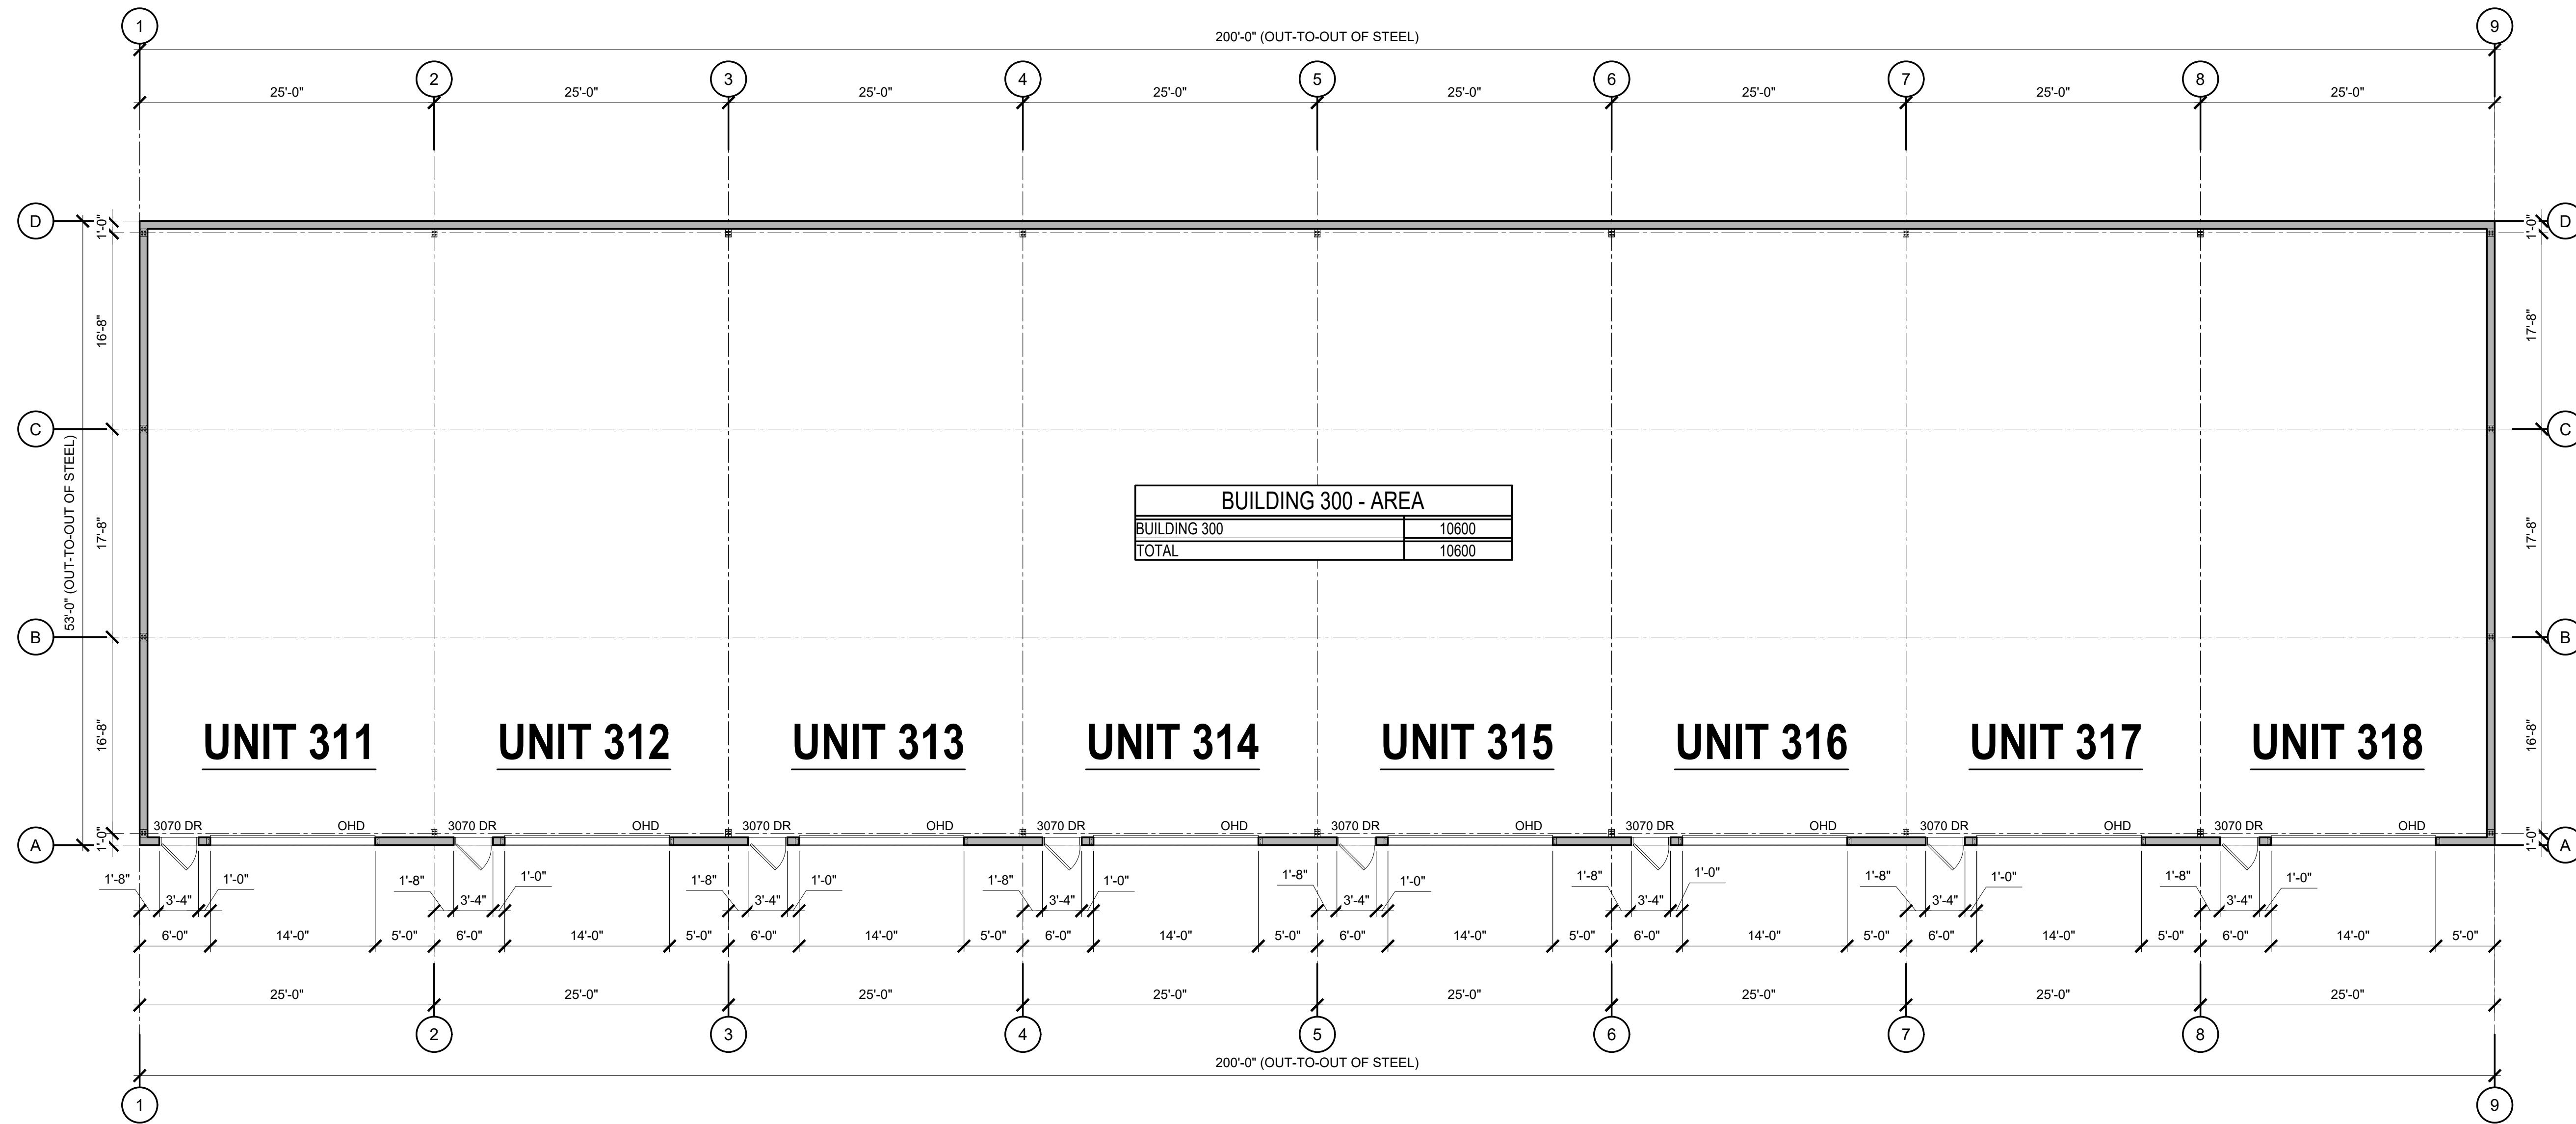 1
9
200'-0" (OUT-TO-OUT OF STEEL)
2
3
4
5
6
7
8
25'-0"
25'-0"
25'-0"
25'-0"
25'-0"
25'-0"
25'-0"
25'-0"
D
1'-0"
1'-0"
D
16'-8"
17'-8"
C
C
53'-0" (OUT-TO-OUT OF STEEL)
17'-8"
17'-8"
BUILDING 300 - AREA
BUILDING 300 10600
TOTAL 10600
B
B
16'-8"
16'-8"
UNIT 311 UNIT 312 UNIT 313 UNIT 314 UNIT 315 UNIT 316 UNIT 317 UNIT 318
3070 DR OHD 3070 DR OHD 3070 DR OHD 3070 DR OHD 3070 DR OHD 3070 DR OHD 3070 DR OHD 3070 DR OHD
A
1'-0"
1'-0"
A
1'-8" 1'-0" 1'-8" 1'-0" 1'-8" 1'-0" 1'-8" 1'-0" 1'-8" 1'-0" 1'-8" 1'-0" 1'-8" 1'-0" 1'-8" 1'-0"
3'-4" 3'-4" 3'-4" 3'-4" 3'-4" 3'-4" 3'-4" 3'-4"
6'-0" 14'-0" 5'-0" 6'-0" 14'-0" 5'-0" 6'-0" 14'-0" 5'-0" 6'-0" 14'-0" 5'-0" 6'-0" 14'-0" 5'-0" 6'-0" 14'-0" 5'-0" 6'-0" 14'-0" 5'-0" 6'-0" 14'-0" 5'-0"
25'-0" 25'-0" 25'-0" 25'-0" 25'-0" 25'-0" 25'-0" 25'-0"
2
3
4
5
6
7
8
200'-0" (OUT-TO-OUT OF STEEL)
1
9